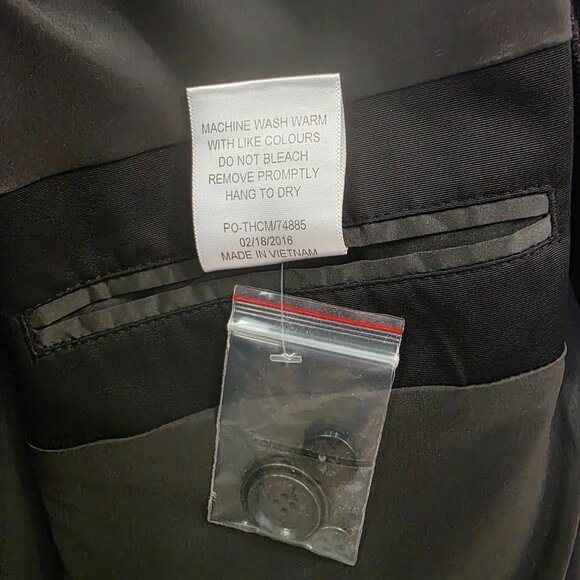 MACHINE WASH WARM
WITH LIKE COLOURS
DO NOT BLEACH
REMOVE PROMPTLY
HANG TO DRY
PO-THCM/74885
02/18/2016
MADE IN VIETNAM